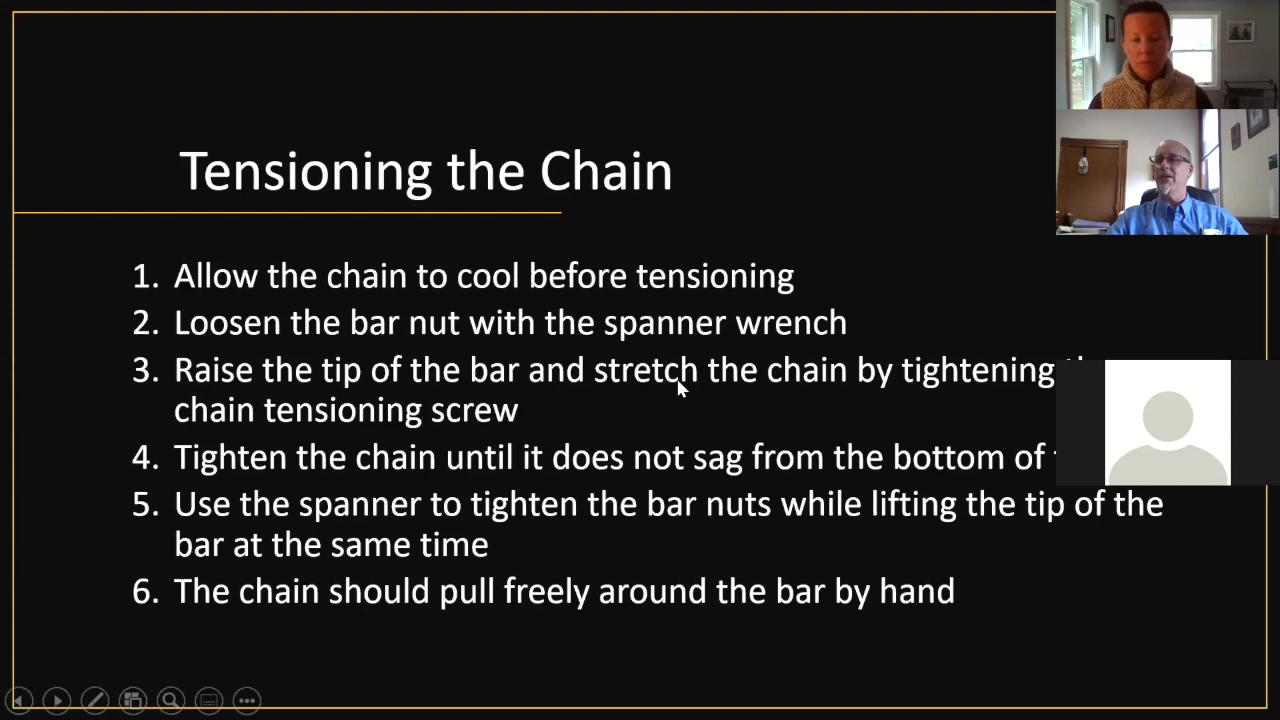 Tensioning the Chain
1. Allow the chain to cool before tensioning
2. Loosen the bar nut with the spanner wrench
3. Raise the tip of the bar and stretch the chain by tightening
chain tensioning screw
4. Tighten the chain until it does not sag from the bottom of
5. Use the spanner to tighten the bar nuts while lifting the tip of the
bar at the same time
6. The chain should pull freely around the bar by hand